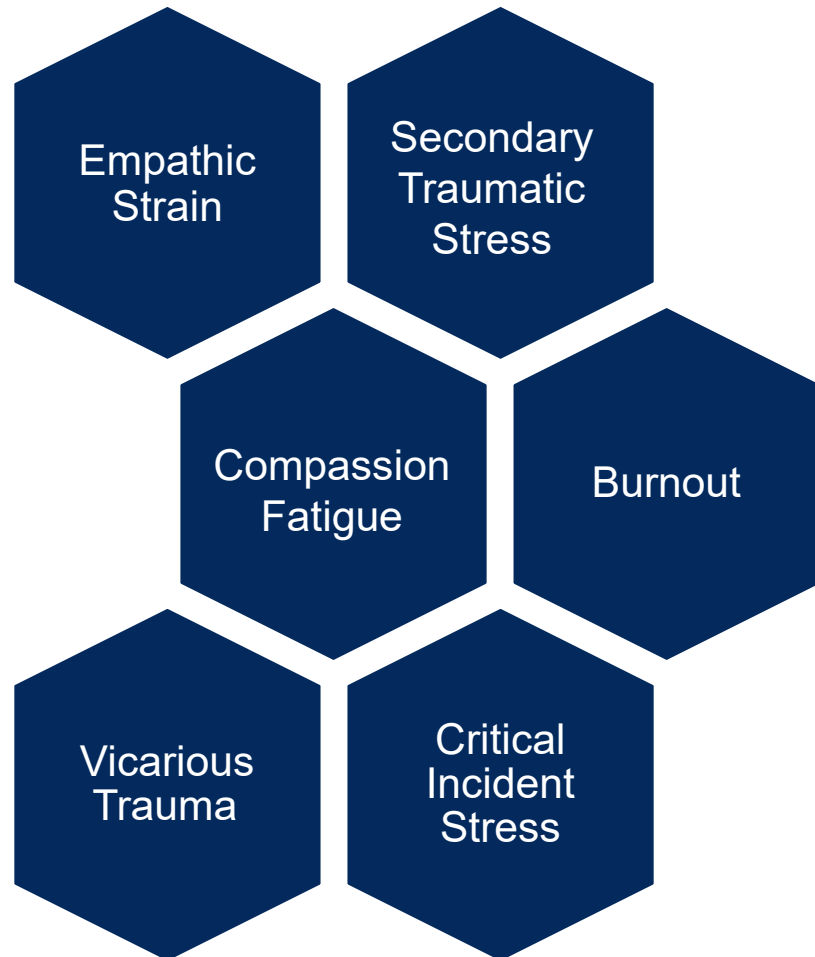 Empathic
Strain
Secondary
Traumatic
Stress
Compassion
Fatigue
Burnout
Vicarious
Trauma
Critical
Incident
Stress